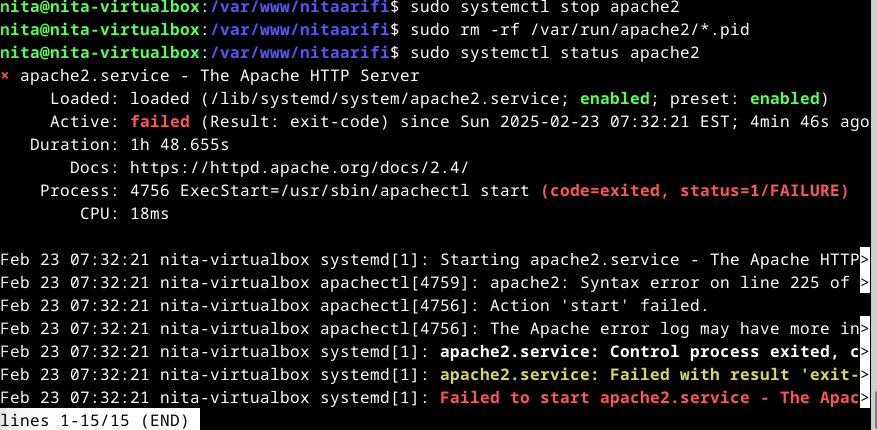 nita@nita-virtualbox:/var/www/nitaarifi$ sudo systemctl stop apache2
nita@nita-virtualbox:/var/www/nitaarifi$ sudo rm -rf /var/run/apache2/*.pid
nita@nita-virtualbox:/var/www/nitaarifi$ sudo systemctl status apache2
× apache2.service - The Apache HTTP Server
     Loaded: loaded (/lib/systemd/system/apache2.service; enabled; preset: enabled)
     Active: failed (Result: exit-code) since Sun 2025-02-23 07:32:21 EST; 4min 46s ago
   Duration: 1h 48.655s
       Docs: https://httpd.apache.org/docs/2.4/
    Process: 4756 ExecStart=/usr/sbin/apachectl start (code=exited, status=1/FAILURE)
        CPU: 18ms

Feb 23 07:32:21 nita-virtualbox systemd[1]: Starting apache2.service - The Apache HTTP>
Feb 23 07:32:21 nita-virtualbox apachectl[4759]: apache2: Syntax error on line 225 of >
Feb 23 07:32:21 nita-virtualbox apachectl[4756]: Action 'start' failed.
Feb 23 07:32:21 nita-virtualbox apachectl[4756]: The Apache error log may have more in>
Feb 23 07:32:21 nita-virtualbox systemd[1]: apache2.service: Control process exited, c>
Feb 23 07:32:21 nita-virtualbox systemd[1]: apache2.service: Failed with result 'exit->
Feb 23 07:32:21 nita-virtualbox systemd[1]: Failed to start apache2.service - The Apac>
lines 1-15/15 (END)